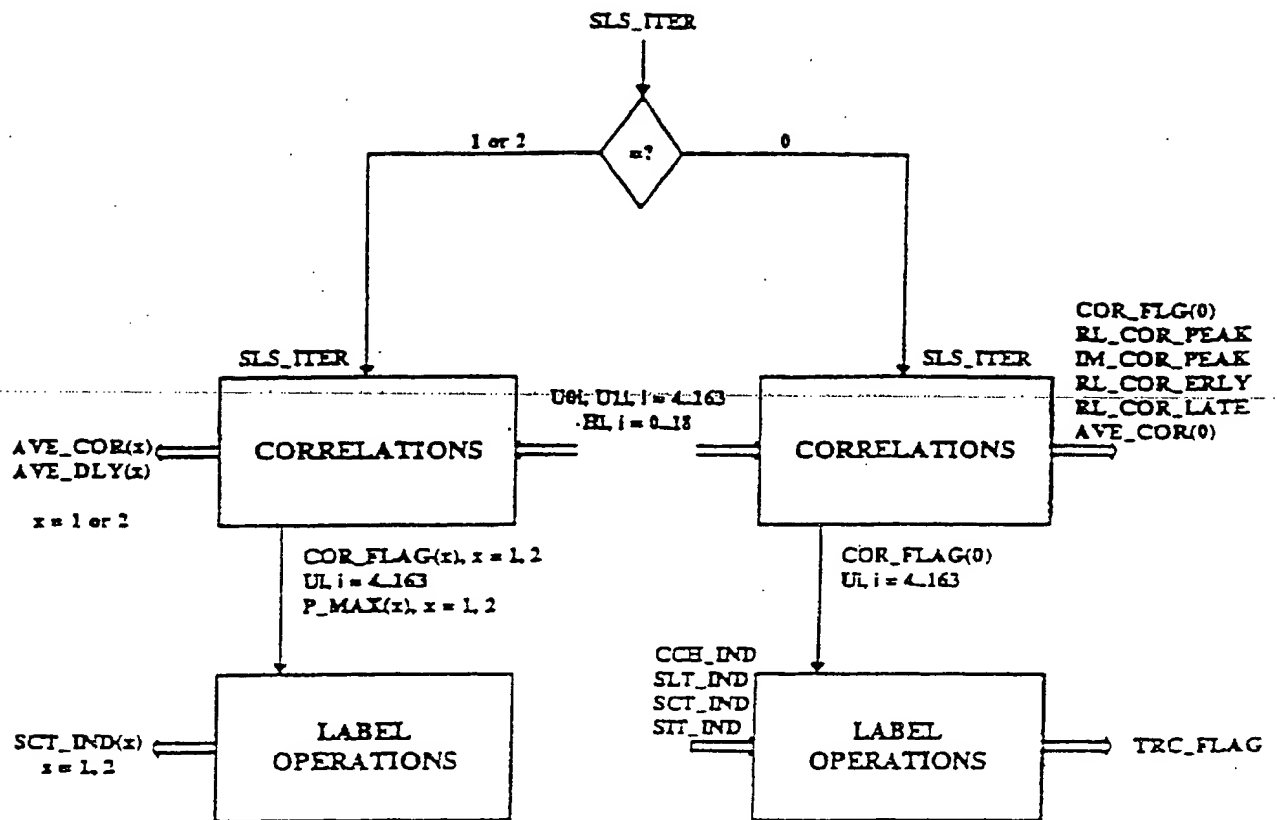 SLS_ITER
1 or 2
=?
0
SLS_ITER
SLS_ITER
COR_FLG(0)
RL_COR_PEAK
IM_COR_PEAK
RL_COR_ERLY
RL_COR_LATE
AVE_COR(0)
U0i, U1i, i = 4..163
Hi, i = 0..18
CORRELATIONS
CORRELATIONS
AVE_COR(x)
AVE_DLY(x)
x = 1 or 2
COR_FLAG(x), x = 1, 2
Ui, i = 4..163
P_MAX(x), x = 1, 2
COR_FLAG(0)
Ui, i = 4..163
CCH_IND
SLT_IND
SCT_IND
STT_IND
LABEL
OPERATIONS
LABEL
OPERATIONS
SCT_IND(x)
x = 1, 2
TRC_FLAG